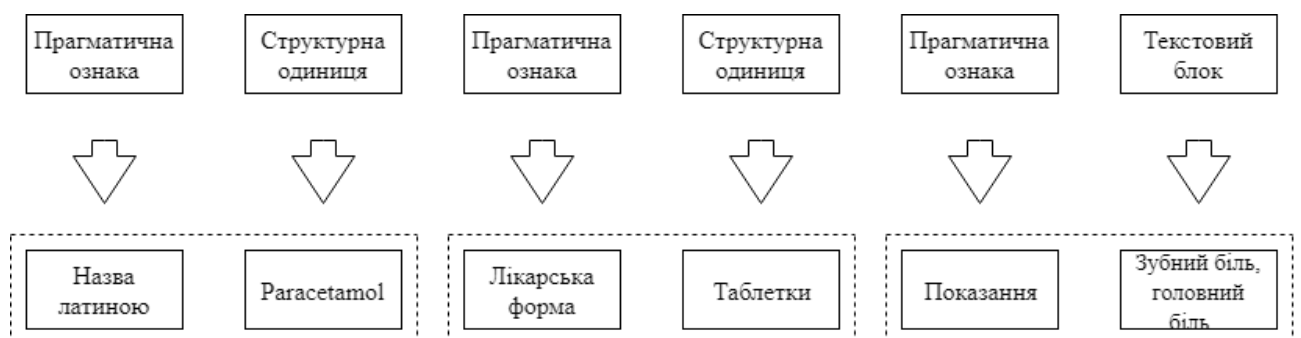 Прагматична
ознака
Структурна
одиниця
Прагматична
ознака
Структурна
одиниця
Прагматична
ознака
Текстовий
блок
Назва
латиною
Paracetamol
Лікарська
форма
Таблетки
Показання
Зубний біль,
головний
біль